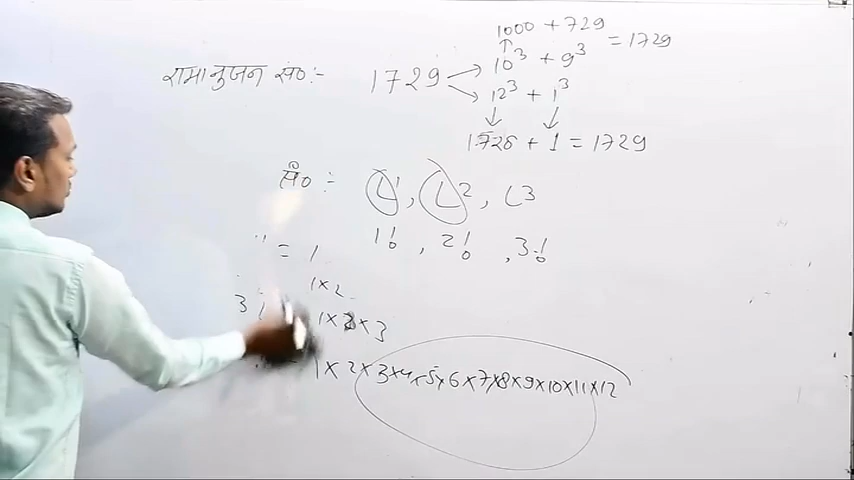 1000 + 729
रामानुजन सं०:- 1729 → 10³ + 9³ = 1729
→ 12³ + 1³
1728 + 1 = 1729
सं० :- ∟1, ∟2, ∟3
1!, 2!, 3!
= 1
1×2
3! 1×2×3
1×2×3×4×5×6×7×8×9×10×11×12